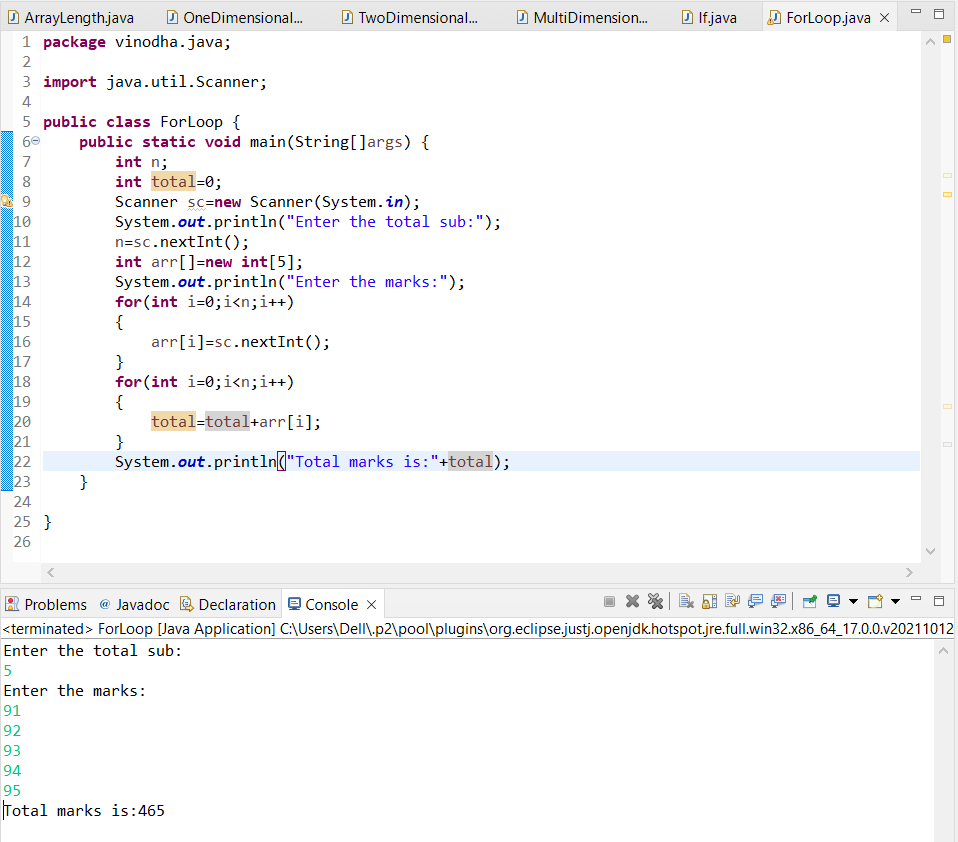 ArrayLength.java OneDimensional... TwoDimensional... MultiDimension... If.java ForLoop.java
1 package vinodha.java;
2
3 import java.util.Scanner;
4
5 public class ForLoop {
6 public static void main(String[]args) {
7 int n;
8 int total=0;
9 Scanner sc=new Scanner(System.in);
10 System.out.println("Enter the total sub:");
11 n=sc.nextInt();
12 int arr[]=new int[5];
13 System.out.println("Enter the marks:");
14 for(int i=0;i<n;i++)
15 {
16 arr[i]=sc.nextInt();
17 }
18 for(int i=0;i<n;i++)
19 {
20 total=total+arr[i];
21 }
22 System.out.println("Total marks is:"+total);
23 }
24
25 }
26
Problems @ Javadoc Declaration Console
<terminated> ForLoop [Java Application] C:\Users\Dell\.p2\pool\plugins\org.eclipse.justj.openjdk.hotspot.jre.full.win32.x86_64_17.0.0.v20211012
Enter the total sub:
5
Enter the marks:
91
92
93
94
95
Total marks is:465